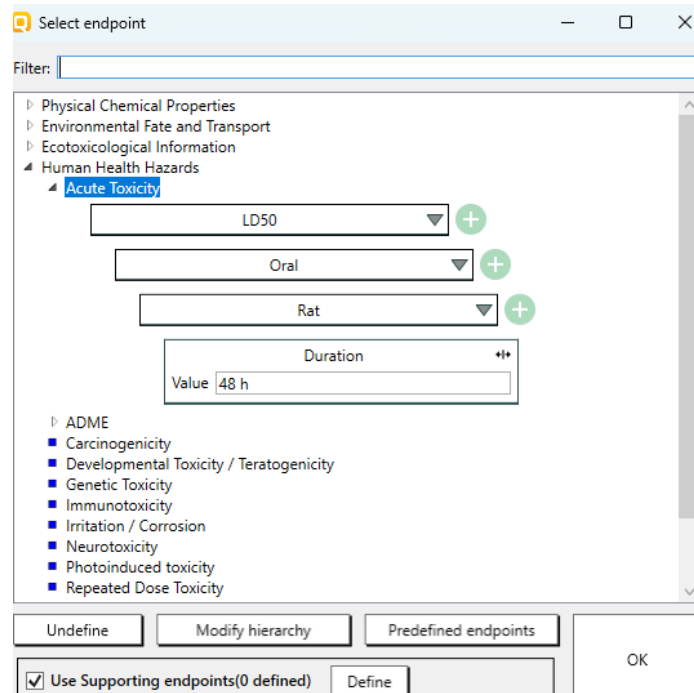 Select endpoint
Filter:
Physical Chemical Properties
Environmental Fate and Transport
Ecotoxicological Information
Human Health Hazards
Acute Toxicity
LD50
Oral
Rat
Duration
Value 48 h
ADME
Carcinogenicity
Developmental Toxicity / Teratogenicity
Genetic Toxicity
Immunotoxicity
Irritation / Corrosion
Neurotoxicity
Photoinduced toxicity
Repeated Dose Toxicity
Undefine Modify hierarchy Predefined endpoints
OK
Use Supporting endpoints(0 defined) Define